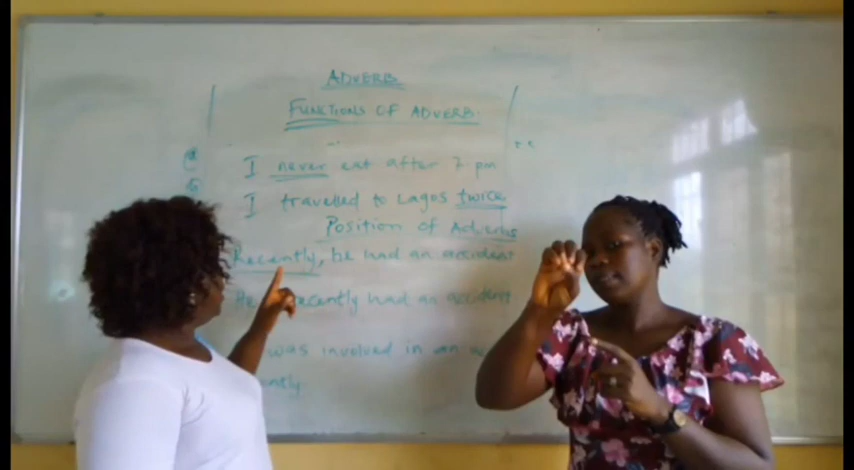 ADVERB
FUNCTIONS OF ADVERB.
I never eat after 7 pm
I travelled to Lagos twice
Position of Adverbs
Recently, he had an accident
He recently had an accident
was involved in an